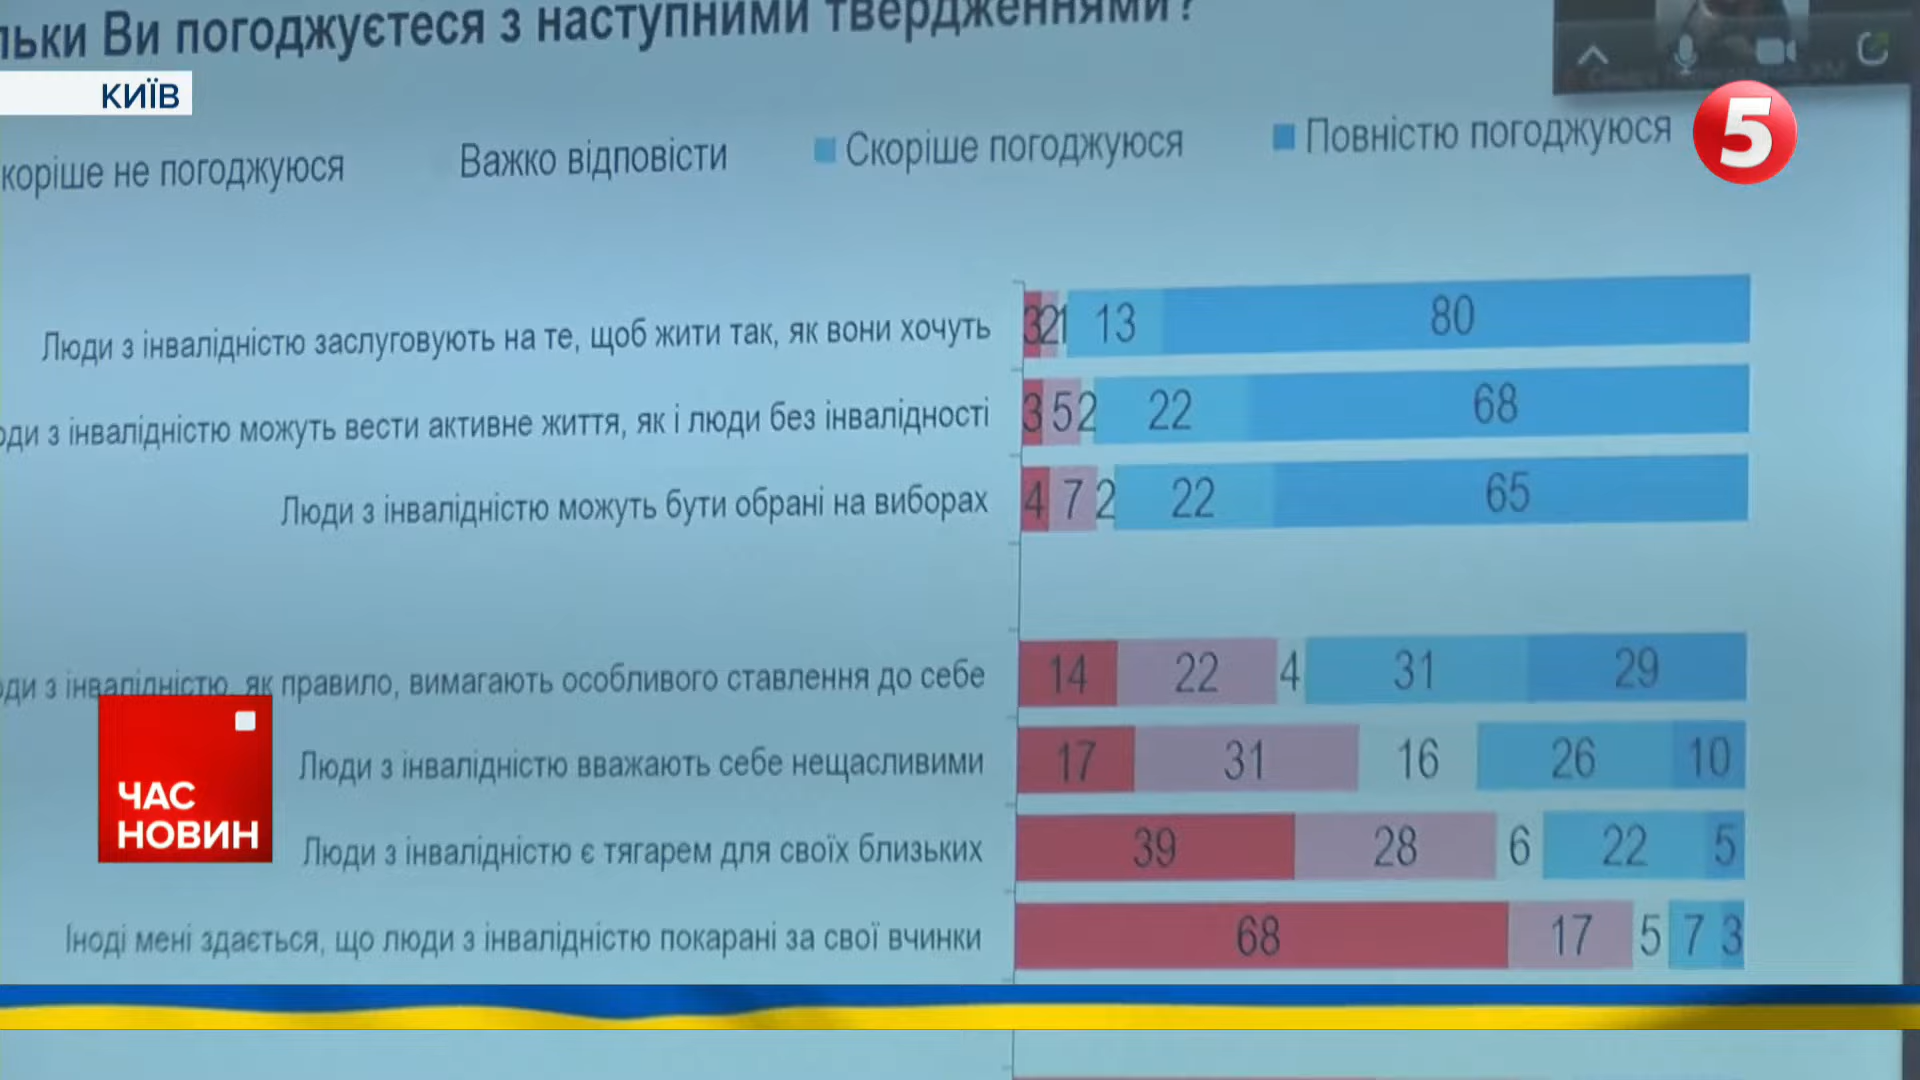 льки Ви погоджуєтеся з наступними твердженнями?
КИЇВ
5
коріше не погоджуюся Важко відповісти Скоріше погоджуюся Повністю погоджуюся
Люди з інвалідністю заслуговують на те, щоб жити так, як вони хочуть 3 2 1 13 80
ди з інвалідністю можуть вести активне життя, як і люди без інвалідності 3 5 2 22 68
Люди з інвалідністю можуть бути обрані на виборах 4 7 2 22 65
ди з інвалідністю, як правило, вимагають особливого ставлення до себе 14 22 4 31 29
Люди з інвалідністю вважають себе нещасливими 17 31 16 26 10
Люди з інвалідністю є тягарем для своїх близьких 39 28 6 22 5
Іноді мені здається, що люди з інвалідністю покарані за свої вчинки 68 17 5 7 3
ЧАС
НОВИН